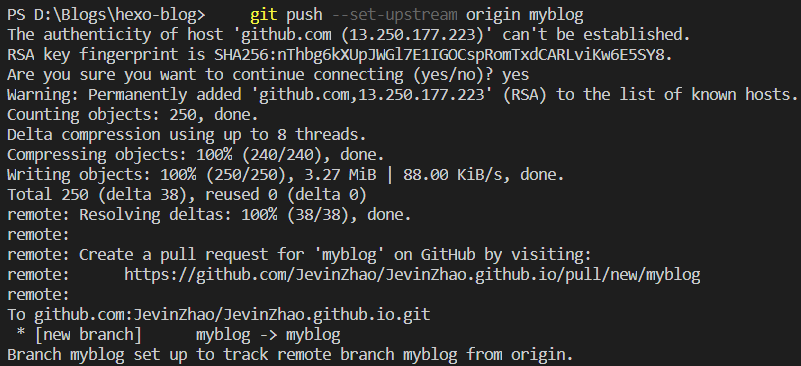 PS D:\Blogs\hexo-blog>     git push --set-upstream origin myblog
The authenticity of host 'github.com (13.250.177.223)' can't be established.
RSA key fingerprint is SHA256:nThbg6kXUpJWGl7E1IGOCspRomTxdCARLviKw6E5SY8.
Are you sure you want to continue connecting (yes/no)? yes
Warning: Permanently added 'github.com,13.250.177.223' (RSA) to the list of known hosts.
Counting objects: 250, done.
Delta compression using up to 8 threads.
Compressing objects: 100% (240/240), done.
Writing objects: 100% (250/250), 3.27 MiB | 88.00 KiB/s, done.
Total 250 (delta 38), reused 0 (delta 0)
remote: Resolving deltas: 100% (38/38), done.
remote:
remote: Create a pull request for 'myblog' on GitHub by visiting:
remote:      https://github.com/JevinZhao/JevinZhao.github.io/pull/new/myblog
remote:
To github.com:JevinZhao/JevinZhao.github.io.git
 * [new branch]      myblog -> myblog
Branch myblog set up to track remote branch myblog from origin.